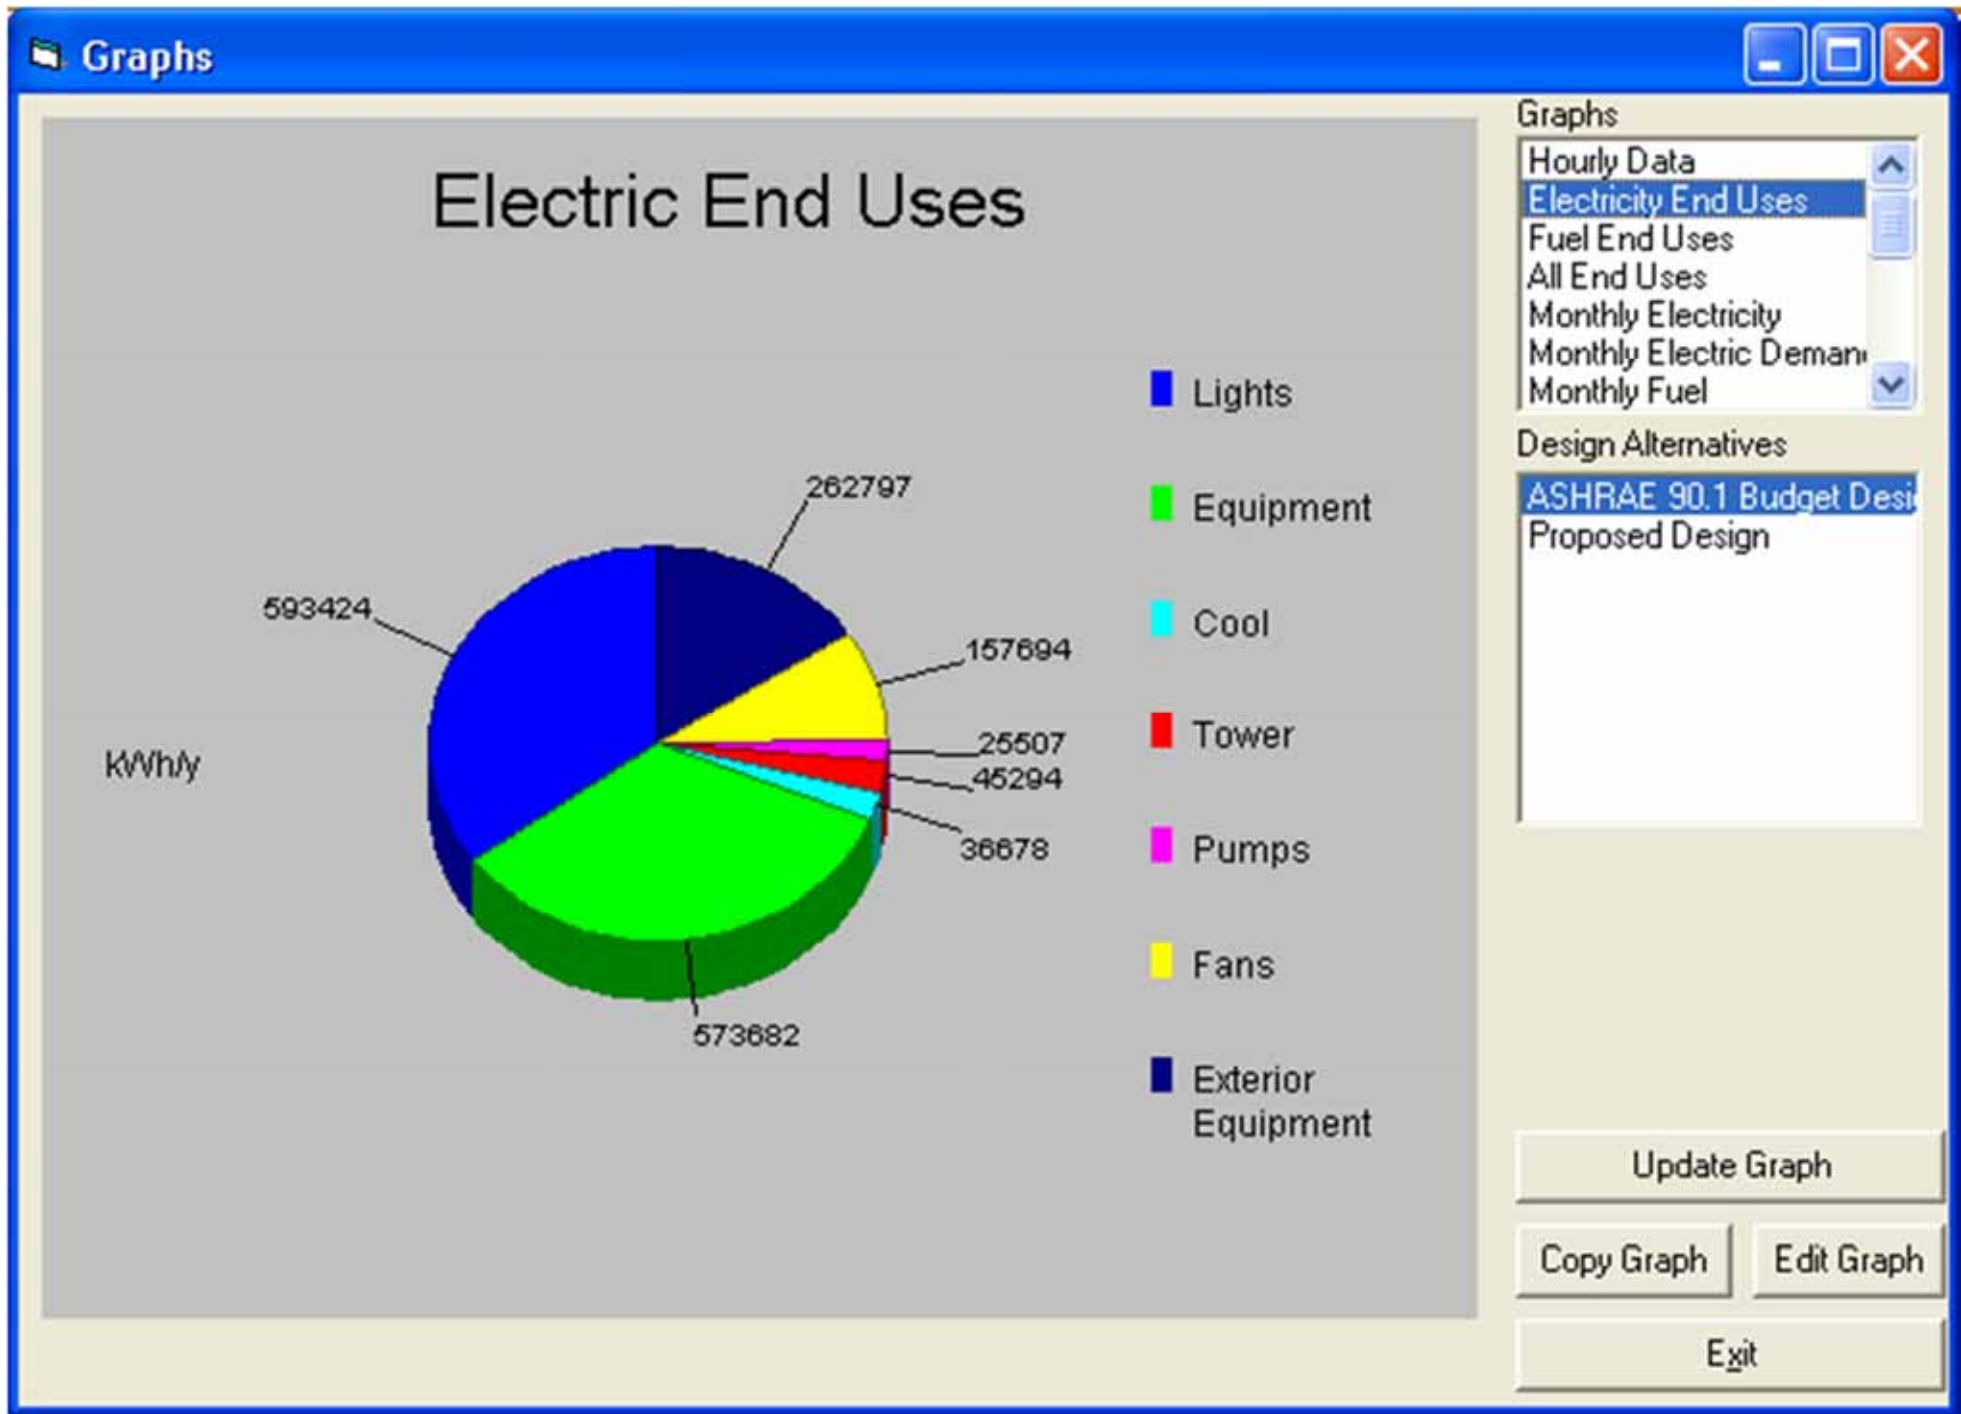 Graphs
Electric End Uses
262797
593424
157694
25507
45294
36678
573682
kWh/y
Lights
Equipment
Cool
Tower
Pumps
Fans
Exterior
Equipment
Graphs
Hourly Data
Electricity End Uses
Fuel End Uses
All End Uses
Monthly Electricity
Monthly Electric Deman
Monthly Fuel
Design Alternatives
ASHRAE 90.1 Budget Desi
Proposed Design
Update Graph
Copy Graph
Edit Graph
Exit